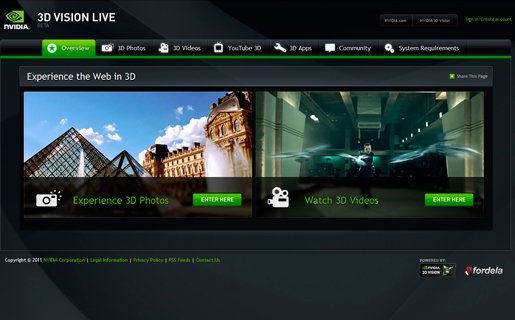 NVIDIA.
3D VISION LIVE
BETA
NVIDIA.com
NVIDIA 3D Vision
Sign in/Create account
Overview
3D Photos
3D Videos
YouTube 3D
3D Apps
Community
System Requirements
Experience the Web in 3D
Share This Page
Experience 3D Photos
ENTER HERE
Watch 3D Videos
ENTER HERE
Copyright © 2011 NVIDIA Corporation | Legal Information | Privacy Policy | RSS Feeds | Contact Us
POWERED BY:
NVIDIA
3D VISION
fordela